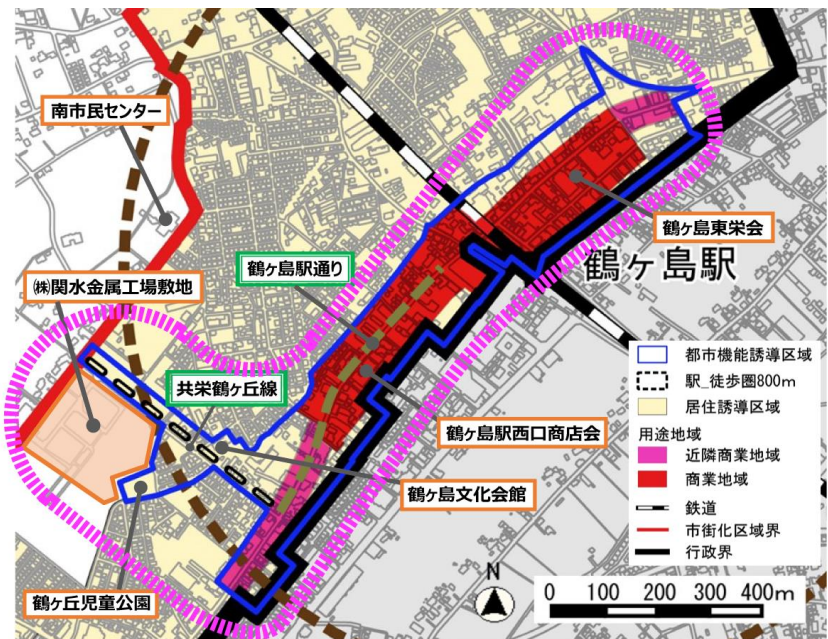 南市民センター
鶴ヶ島東栄会
鶴ヶ島駅通り
鶴ヶ島駅
㈱関水金属工場敷地
共栄鶴ヶ丘線
鶴ヶ島駅西口商店会
鶴ヶ島文化会館
鶴ヶ丘児童公園
都市機能誘導区域
駅_徒歩圏800m
居住誘導区域
用途地域
近隣商業地域
商業地域
鉄道
市街化区域界
行政界
N
0 100 200 300 400m